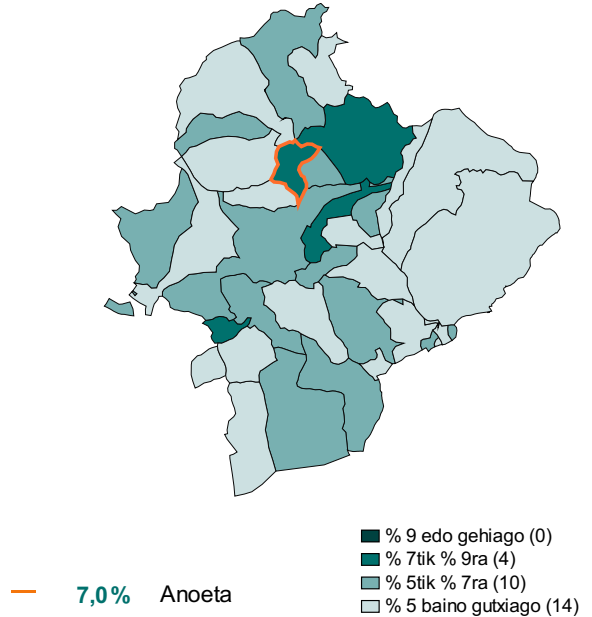 7,0% Anoeta
% 9 edo gehiago (0)
% 7tik % 9ra (4)
% 5tik % 7ra (10)
% 5 baino gutxiago (14)